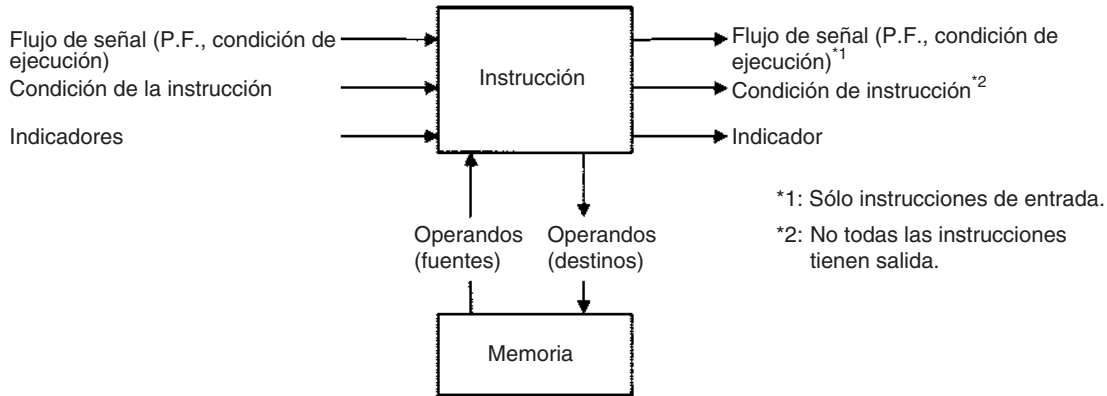 Flujo de señal (P.F., condición de
ejecución)
Condición de la instrucción
Indicadores
Instrucción
Flujo de señal (P.F., condición de
ejecución)*1
Condición de instrucción*2
Indicador
*1: Sólo instrucciones de entrada.
*2: No todas las instrucciones
tienen salida.
Operandos
(fuentes)
Operandos
(destinos)
Memoria